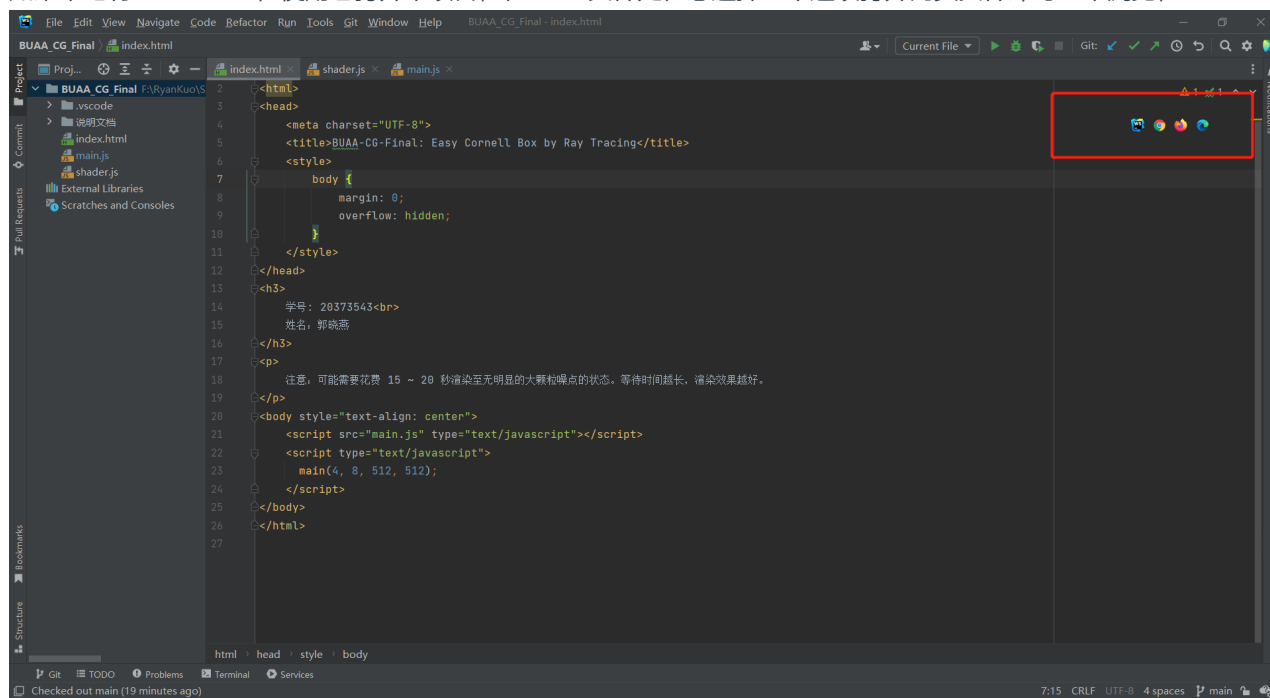 File Edit View Navigate Code Refactor Run Tools Git Window Help BUAA_CG_Final - index.html
BUAA_CG_Final index.html Current File Git:
Proj... index.html shader.js main.js
Project
Commit
Pull Requests
Bookmarks
Structure
Notifications
BUAA_CG_Final F:\RyanKuo\S
.vscode
说明文档
index.html
main.js
shader.js
External Libraries
Scratches and Consoles
1 1
2 <html>
3 <head>
4 <meta charset="UTF-8">
5 <title>BUAA-CG-Final: Easy Cornell Box by Ray Tracing</title>
6 <style>
7 body {
8 margin: 0;
9 overflow: hidden;
10 }
11 </style>
12 </head>
13 <h3>
14 学号: 20373543<br>
15 姓名: 郭晓燕
16 </h3>
17 <p>
18 注意, 可能需要花费 15 ~ 20 秒渲染至无明显的大颗粒噪点的状态。等待时间越长, 渲染效果越好。
19 </p>
20 <body style="text-align: center">
21 <script src="main.js" type="text/javascript"></script>
22 <script type="text/javascript">
23 main(4, 8, 512, 512);
24 </script>
25 </body>
26 </html>
27
html head style body
Git TODO Problems Terminal Services
Checked out main (19 minutes ago) 7:15 CRLF UTF-8 4 spaces main